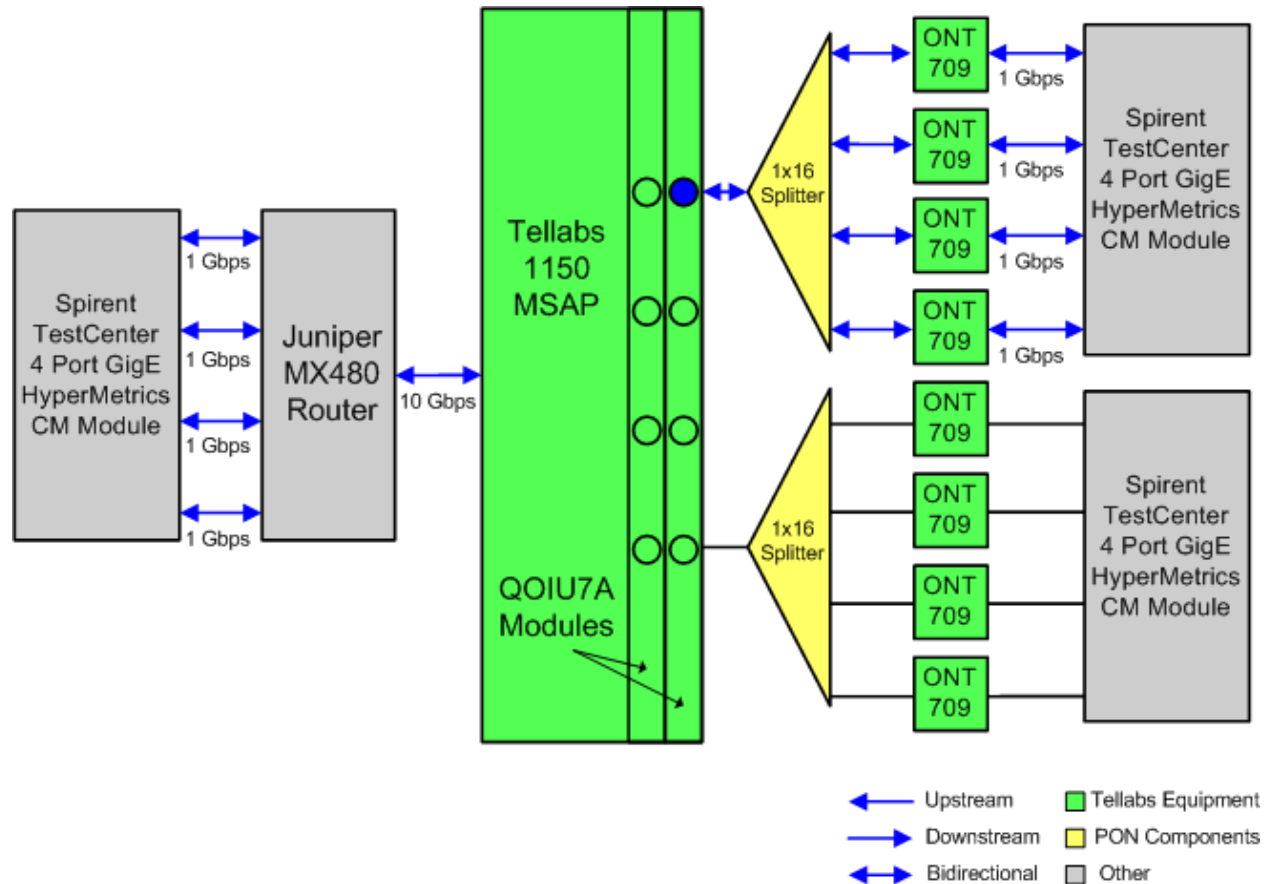 Spirent
TestCenter
4 Port GigE
HyperMetrics
CM Module
1 Gbps
1 Gbps
1 Gbps
1 Gbps
Juniper
MX480
Router
10 Gbps
Tellabs
1150
MSAP
QOIU7A
Modules
1x16
Splitter
ONT
709
1 Gbps
ONT
709
1 Gbps
ONT
709
1 Gbps
ONT
709
1 Gbps
Spirent
TestCenter
4 Port GigE
HyperMetrics
CM Module
1x16
Splitter
ONT
709
ONT
709
ONT
709
ONT
709
Spirent
TestCenter
4 Port GigE
HyperMetrics
CM Module
Upstream
Tellabs Equipment
Downstream
PON Components
Bidirectional
Other